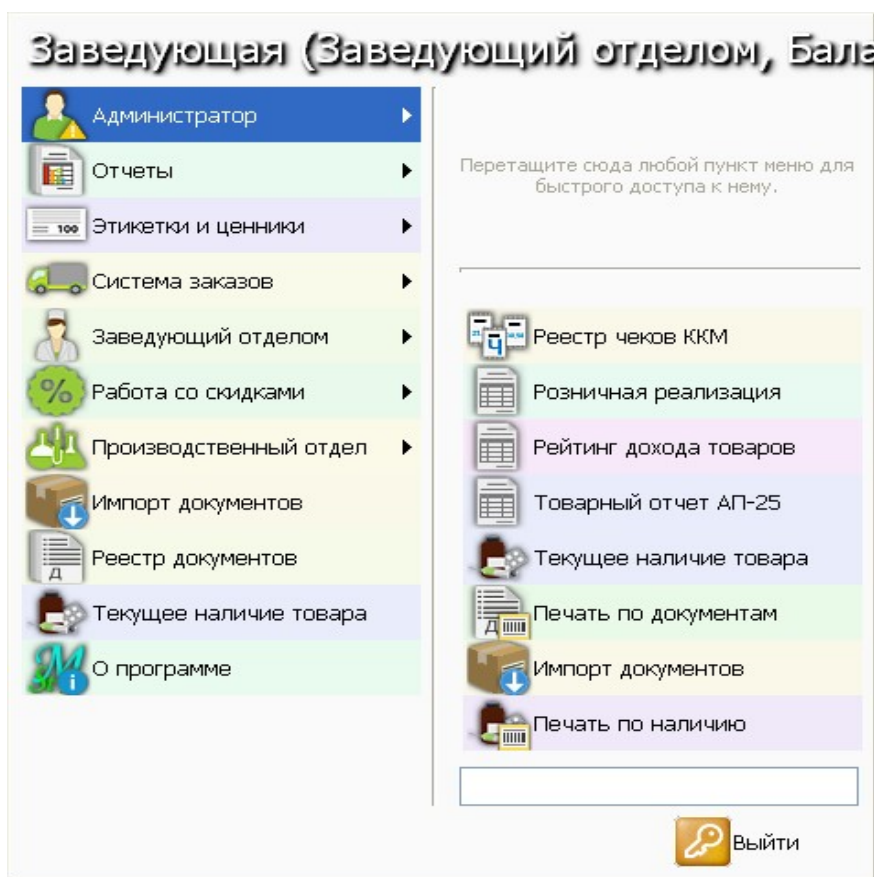 Заведующая (Заведующий отделом, Бала
Администратор
Отчеты
100 Этикетки и ценники
Система заказов
Заведующий отделом
% Работа со скидками
Производственный отдел
Импорт документов
Д Реестр документов
Текущее наличие товара
О программе
Перетащите сюда любой пункт меню для
быстрого доступа к нему.
Ч Реестр чеков ККМ
Розничная реализация
Рейтинг дохода товаров
Товарный отчет АП-25
Текущее наличие товара
Д Печать по документам
Импорт документов
Печать по наличию
Выйти